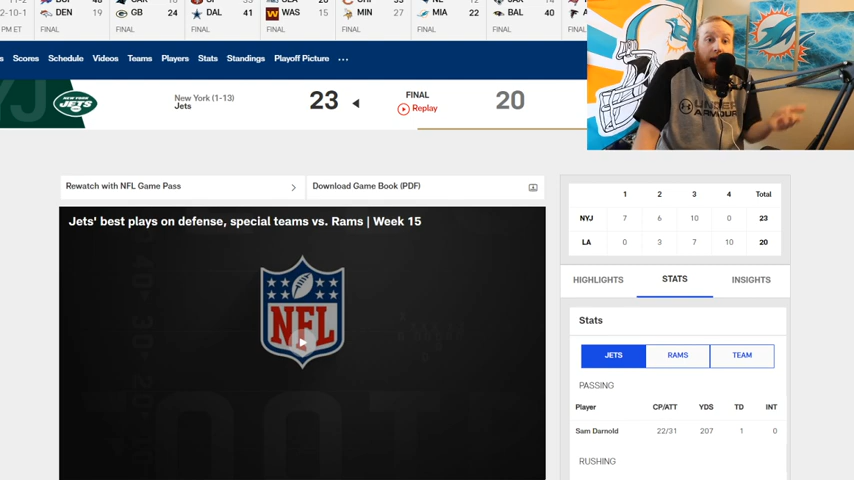 DEN 19
GB 24
DAL 41
WAS 15
MIN 27
MIA 22
BAL 40
PM ET FINAL FINAL FINAL FINAL FINAL FINAL FINAL
Scores Schedule Videos Teams Players Stats Standings Playoff Picture ...
JETS
New York (1-13)
Jets
23
FINAL
Replay
20
UNDER ARMOUR
Rewatch with NFL Game Pass
Download Game Book (PDF)
Jets' best plays on defense, special teams vs. Rams | Week 15
NFL
1 2 3 4 Total
NYJ 7 6 10 0 23
LA 0 3 7 10 20
HIGHLIGHTS STATS INSIGHTS
Stats
JETS RAMS TEAM
PASSING
Player CP/ATT YDS TD INT
Sam Darnold 22/31 207 1 0
RUSHING